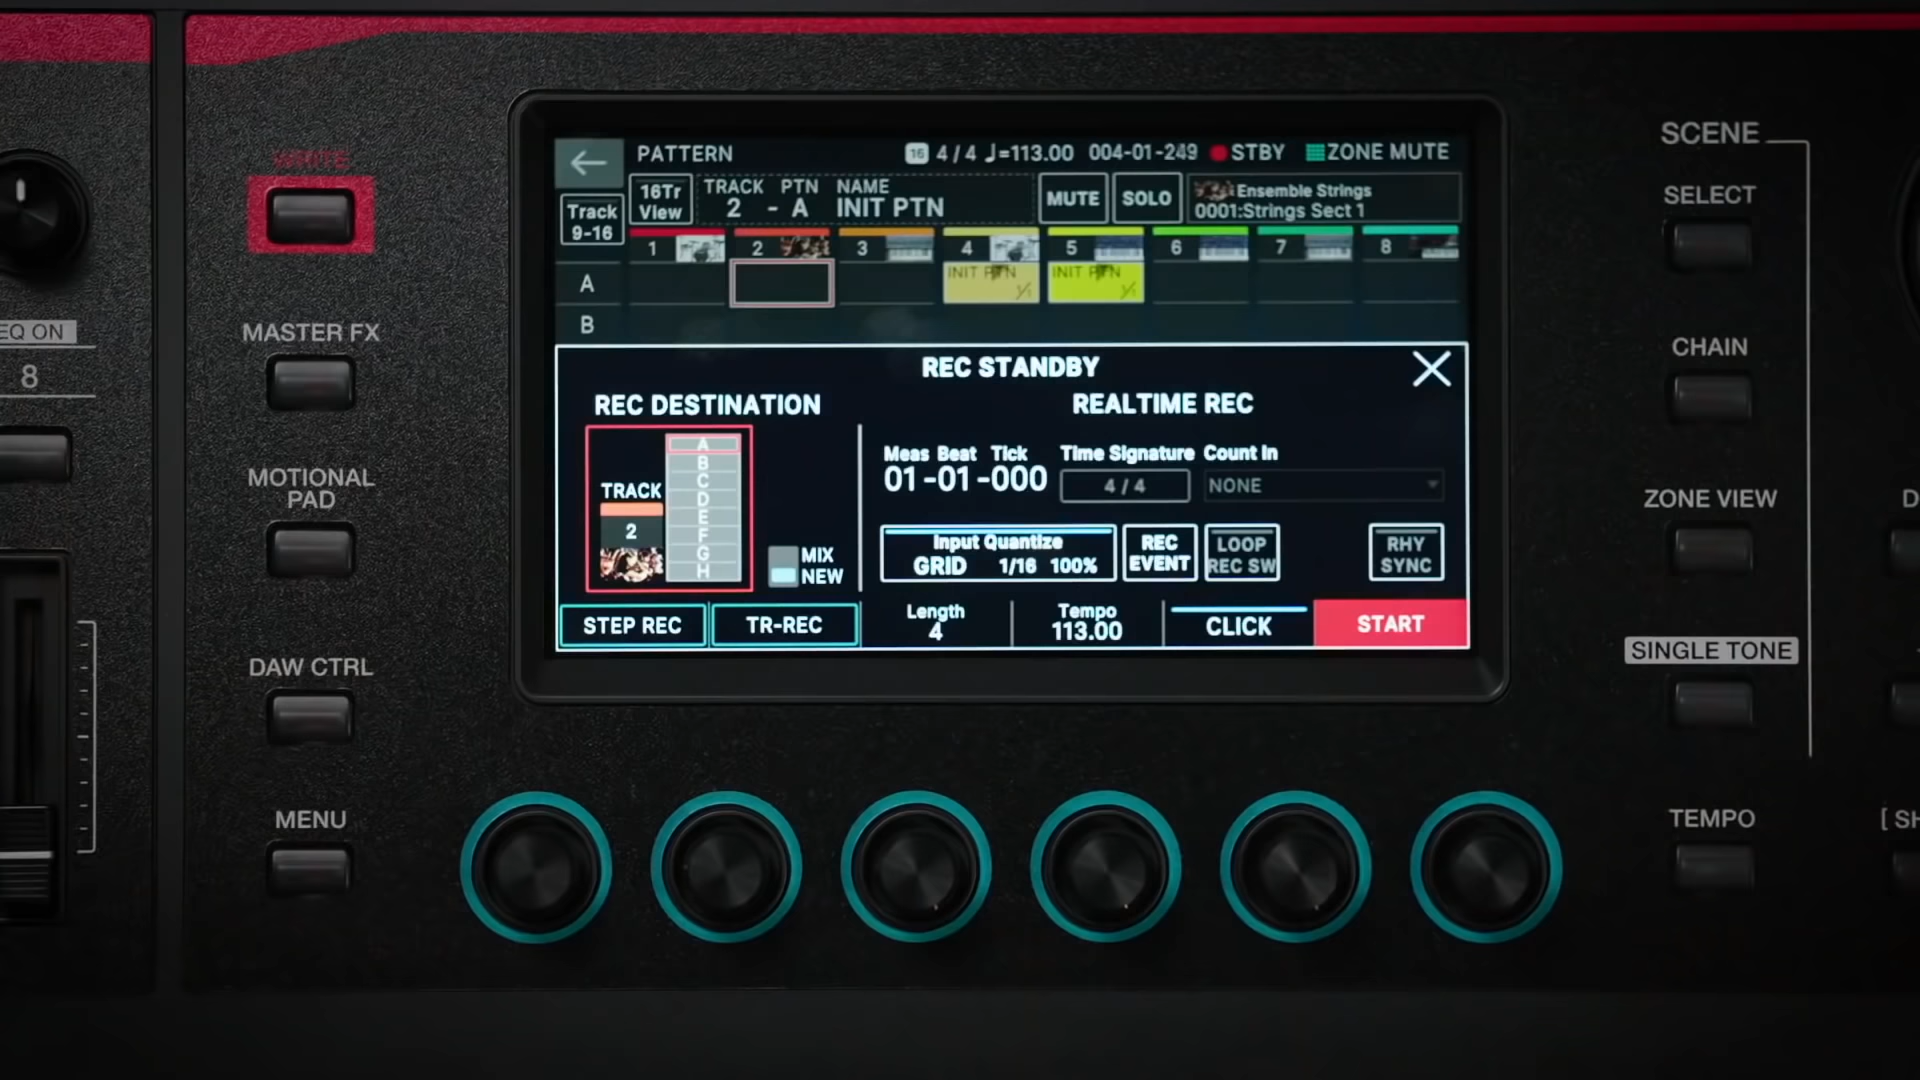 WRITE
EQ ON
8
MASTER FX
MOTIONAL
PAD
DAW CTRL
MENU
PATTERN
16 4/4 ♩=113.00 004-01-249 STBY ZONE MUTE
Track
9-16
16Tr
View
TRACK PTN NAME
2 - A INIT PTN
MUTE SOLO
Ensemble Strings
0001:Strings Sect 1
1 2 3 4 5 6 7 8
A
INIT PTN
INIT PTN
B
REC STANDBY
REC DESTINATION
TRACK
2
A
B
C
D
E
F
G
H
MIX
NEW
REALTIME REC
Meas Beat Tick Time Signature Count In
01-01-000 4/4 NONE
Input Quantize
GRID 1/16 100%
REC
EVENT
LOOP
REC SW
RHY
SYNC
STEP REC
TR-REC
Length
4
Tempo
113.00
CLICK
START
SCENE
SELECT
CHAIN
ZONE VIEW
SINGLE TONE
TEMPO
D
[ SH